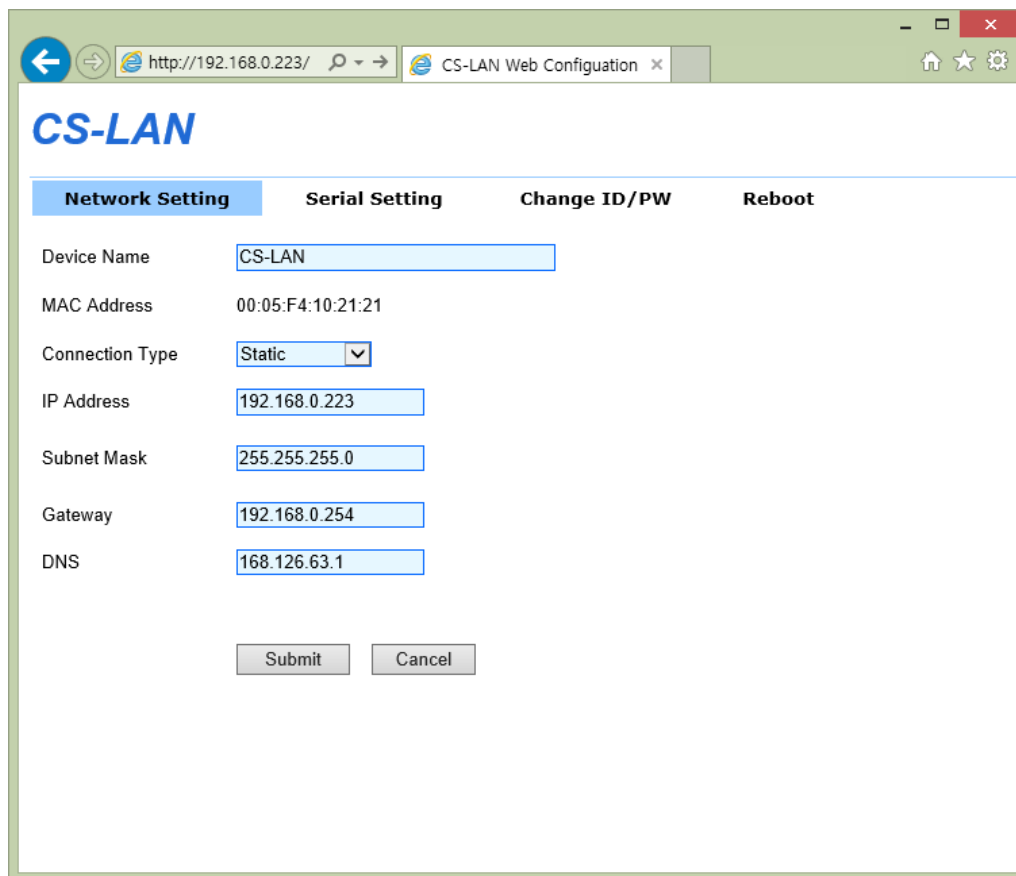 http://192.168.0.223/
CS-LAN Web Configuation
CS-LAN
Network Setting Serial Setting Change ID/PW Reboot
Device Name CS-LAN
MAC Address 00:05:F4:10:21:21
Connection Type Static
IP Address 192.168.0.223
Subnet Mask 255.255.255.0
Gateway 192.168.0.254
DNS 168.126.63.1
Submit Cancel